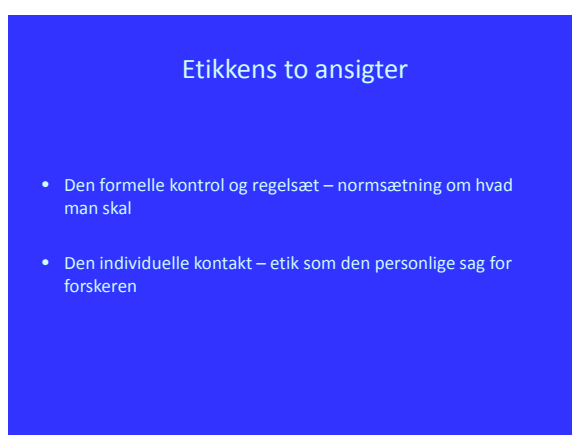 Etikkens to ansigter
• Den formelle kontrol og regelsæt – normsætning om hvad
man skal
• Den individuelle kontakt – etik som den personlige sag for
forskeren